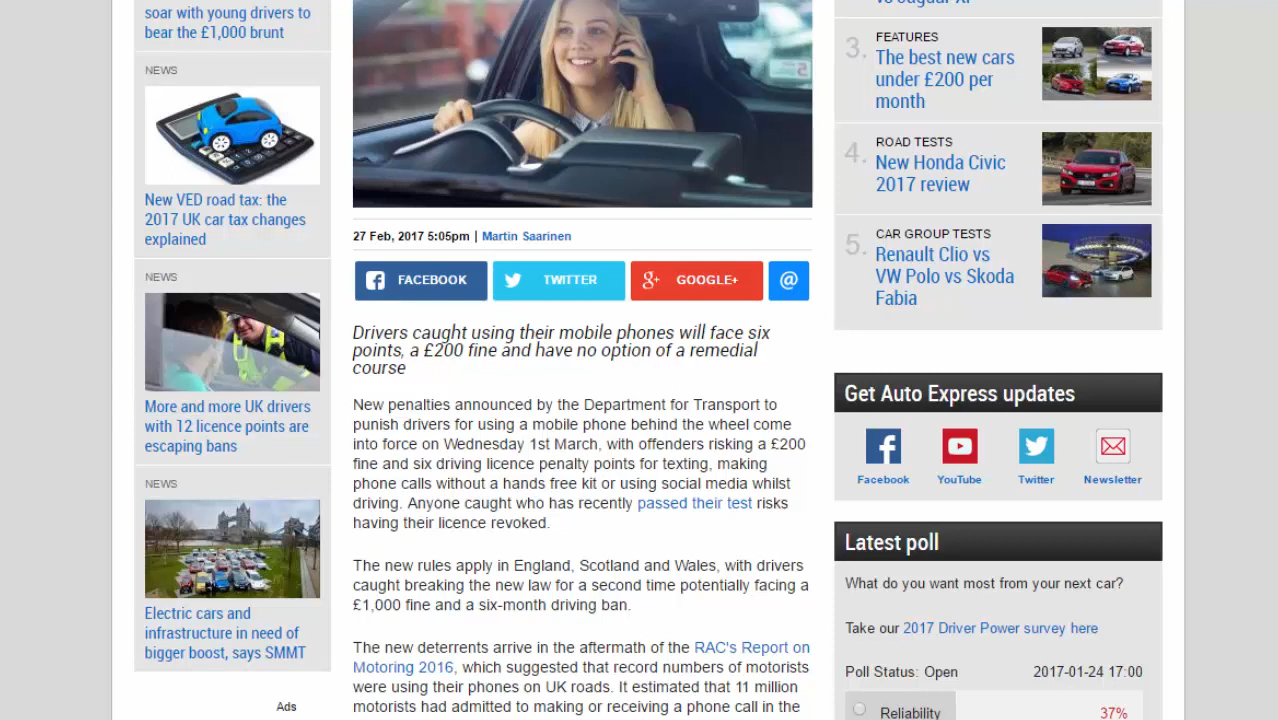 soar with young drivers to
bear the £1,000 brunt
NEWS
New VED road tax: the
2017 UK car tax changes
explained
NEWS
More and more UK drivers
with 12 licence points are
escaping bans
NEWS
Electric cars and
infrastructure in need of
bigger boost, says SMMT
Ads
27 Feb, 2017 5:05pm | Martin Saarinen
FACEBOOK
TWITTER
GOOGLE+
@
Drivers caught using their mobile phones will face six
points, a £200 fine and have no option of a remedial
course
New penalties announced by the Department for Transport to
punish drivers for using a mobile phone behind the wheel come
into force on Wednesday 1st March, with offenders risking a £200
fine and six driving licence penalty points for texting, making
phone calls without a hands free kit or using social media whilst
driving. Anyone caught who has recently passed their test risks
having their licence revoked.
The new rules apply in England, Scotland and Wales, with drivers
caught breaking the new law for a second time potentially facing a
£1,000 fine and a six-month driving ban.
The new deterrents arrive in the aftermath of the RAC's Report on
Motoring 2016, which suggested that record numbers of motorists
were using their phones on UK roads. It estimated that 11 million
motorists had admitted to making or receiving a phone call in the
3.
FEATURES
The best new cars
under £200 per
month
4.
ROAD TESTS
New Honda Civic
2017 review
5.
CAR GROUP TESTS
Renault Clio vs
VW Polo vs Skoda
Fabia
Get Auto Express updates
Facebook
YouTube
Twitter
Newsletter
Latest poll
What do you want most from your next car?
Take our 2017 Driver Power survey here
Poll Status: Open
2017-01-24 17:00
Reliability
37%